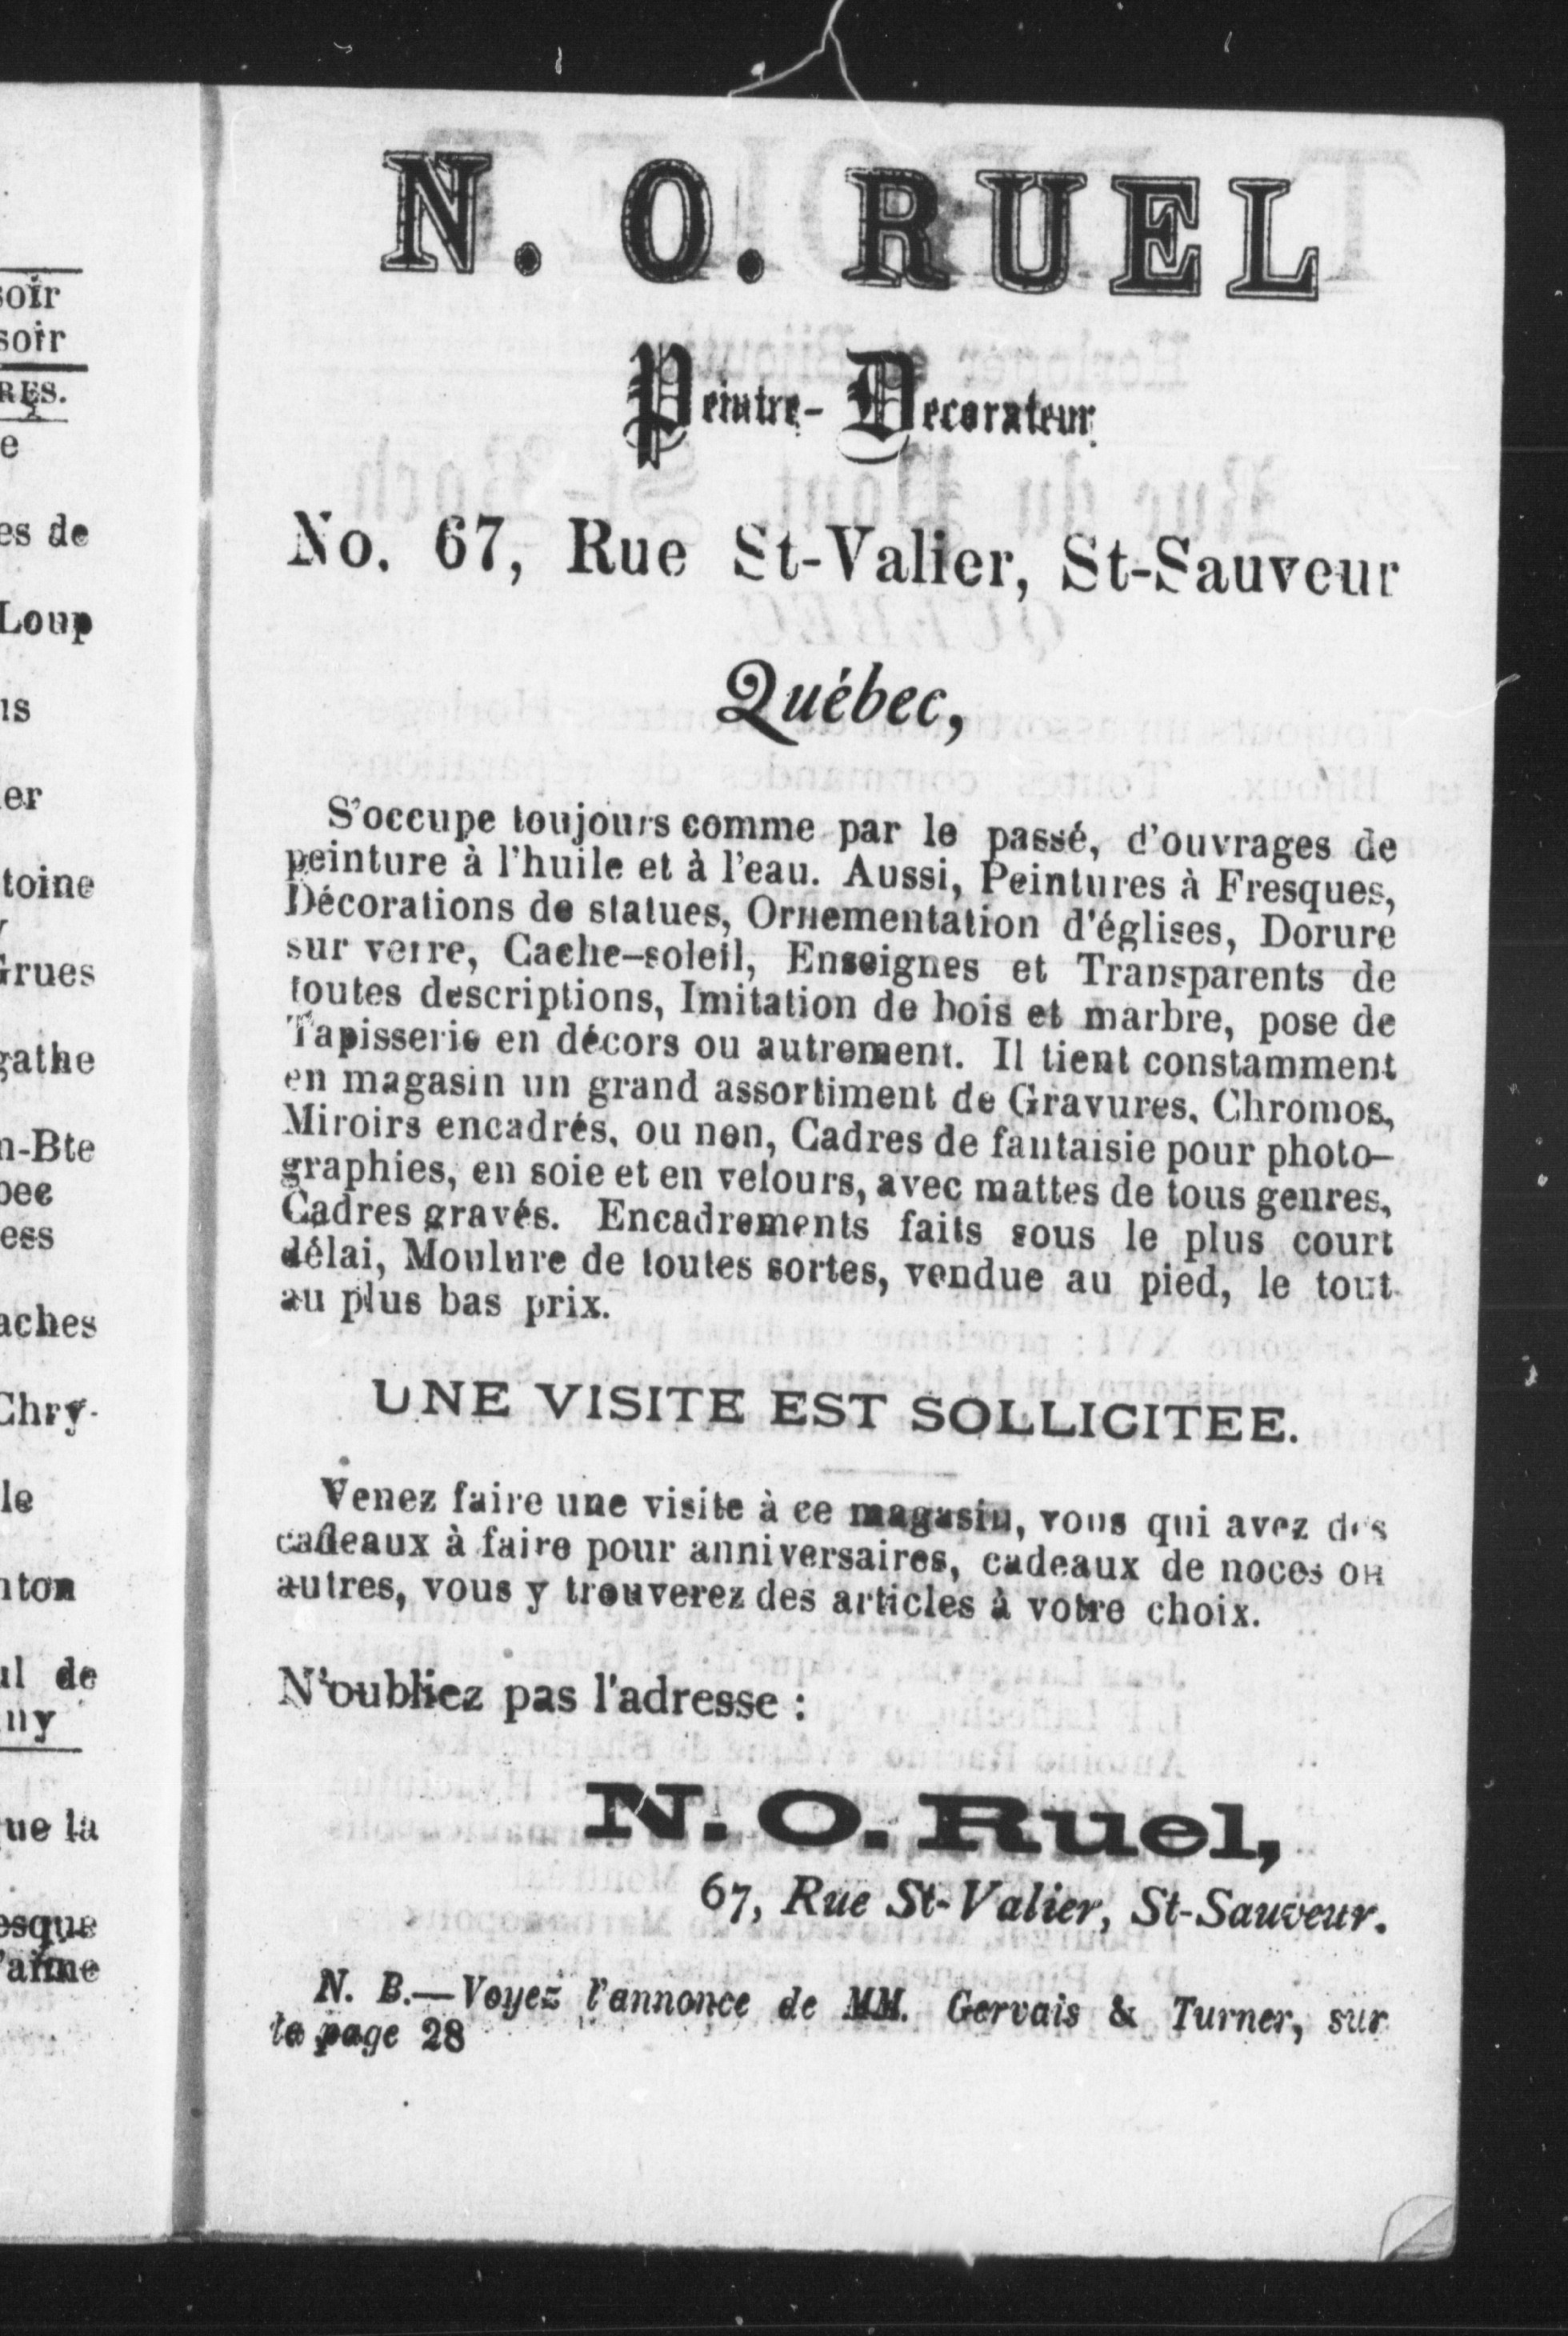 soir
soir
RES.
e
es de
Loup
is
er
toine
y
Grues
gathe
n-Bte
bec
ess
aches
Chry-
le
nton
ul de
ny
que la
esque
N. O. RUEL
Peintre-Decorateur
No. 67, Rue St-Valier, St-Sauveur
Québec,
S'occupe toujours comme par le passé, d'ouvrages de
peinture à l'huile et à l'eau. Aussi, Peintures à Fresques,
Décorations de statues, Ornementation d'églises, Dorure
sur verre, Cache-soleil, Enseignes et Transparents de
toutes descriptions, Imitation de bois et marbre, pose de
Tapisserie en décors ou autrement. Il tient constamment
en magasin un grand assortiment de Gravures, Chromos,
Miroirs encadrés, ou non, Cadres de fantaisie pour photo-
graphies, en soie et en velours, avec mattes de tous genres,
Cadres gravés. Encadrements faits sous le plus court
délai, Moulure de toutes sortes, vendue au pied, le tout
au plus bas prix.
UNE VISITE EST SOLLICITEE.
Venez faire une visite à ce magasin, vous qui avez des
cadeaux à faire pour anniversaires, cadeaux de noces ou
autres, vous y trouverez des articles à votre choix.
N'oubliez pas l'adresse :
N. O. Ruel,
67, Rue St-Valier, St-Sauveur.
N. B.—Voyez l'annonce de MM. Gervais & Turner, sur
la page 28